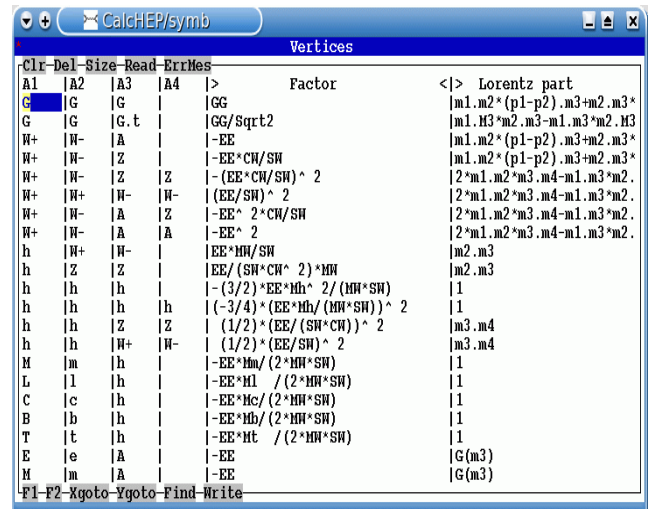 CalcHEP/symb
* Vertices
Clr-Del-Size-Read-ErrMes
A1 |A2 |A3 |A4 |> Factor <|> Lorentz part
G |G |G | |GG |m1.m2*(p1-p2).m3+m2.m3*
G |G |G.t | |GG/Sqrt2 |m1.M3*m2.m3-m1.m3*m2.M3
W+ |W- |A | |-EE |m1.m2*(p1-p2).m3+m2.m3*
W+ |W- |Z | |-EE*CW/SW |m1.m2*(p1-p2).m3+m2.m3*
W+ |W- |Z |Z |-(EE*CW/SW)^ 2 |2*m1.m2*m3.m4-m1.m3*m2.
W+ |W+ |W- |W- |(EE/SW)^ 2 |2*m1.m2*m3.m4-m1.m3*m2.
W+ |W- |A |Z |-EE^ 2*CW/SW |2*m1.m2*m3.m4-m1.m3*m2.
W+ |W- |A |A |-EE^ 2 |2*m1.m2*m3.m4-m1.m3*m2.
h |W+ |W- | |EE*MW/SW |m2.m3
h |Z |Z | |EE/(SW*CW^ 2)*MW |m2.m3
h |h |h | |-(3/2)*EE*Mh^ 2/(MW*SW) |1
h |h |h |h |(-3/4)*(EE*Mh/(MW*SW))^ 2 |1
h |h |Z |Z | (1/2)*(EE/(SW*CW))^ 2 |m3.m4
h |h |W+ |W- | (1/2)*(EE/SW)^ 2 |m3.m4
M |m |h | |-EE*Mm/(2*MW*SW) |1
L |l |h | |-EE*Ml /(2*MW*SW) |1
C |c |h | |-EE*Mc/(2*MW*SW) |1
B |b |h | |-EE*Mb/(2*MW*SW) |1
T |t |h | |-EE*Mt /(2*MW*SW) |1
E |e |A | |-EE |G(m3)
M |m |A | |-EE |G(m3)
F1-F2-Xgoto-Ygoto-Find-Write